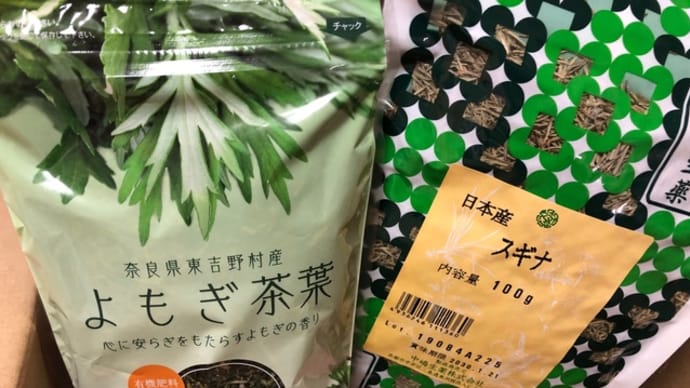 チャック
奈良県東吉野村産
よもぎ茶葉
心に安らぎをもたらすよもぎの香り
有機肥料
日本産
スギナ
内容量 100g
Lot. 19084A225
薬